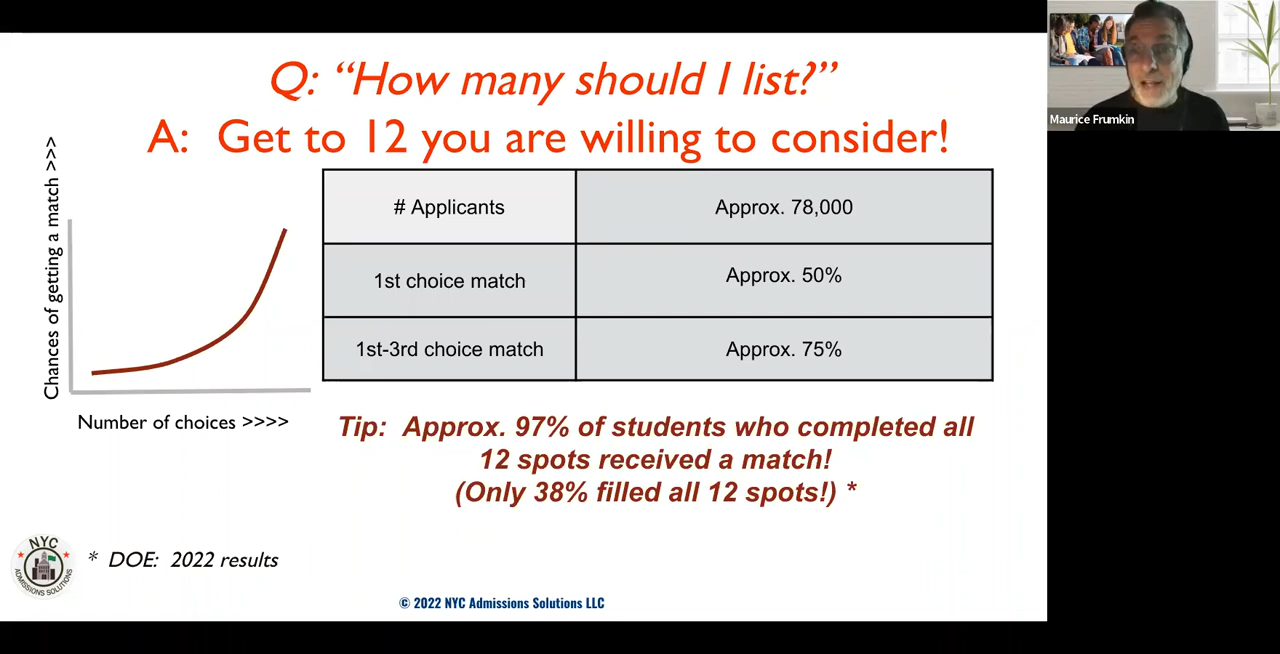 Q: “How many should I list?”
A: Get to 12 you are willing to consider!
Chances of getting a match >>>
Number of choices >>>>
# Applicants
Approx. 78,000
1st choice match
Approx. 50%
1st-3rd choice match
Approx. 75%
Tip: Approx. 97% of students who completed all
12 spots received a match!
(Only 38% filled all 12 spots!) *
NYC
ADMISSIONS SOLUTIONS
* DOE: 2022 results
© 2022 NYC Admissions Solutions LLC
Maurice Frumkin